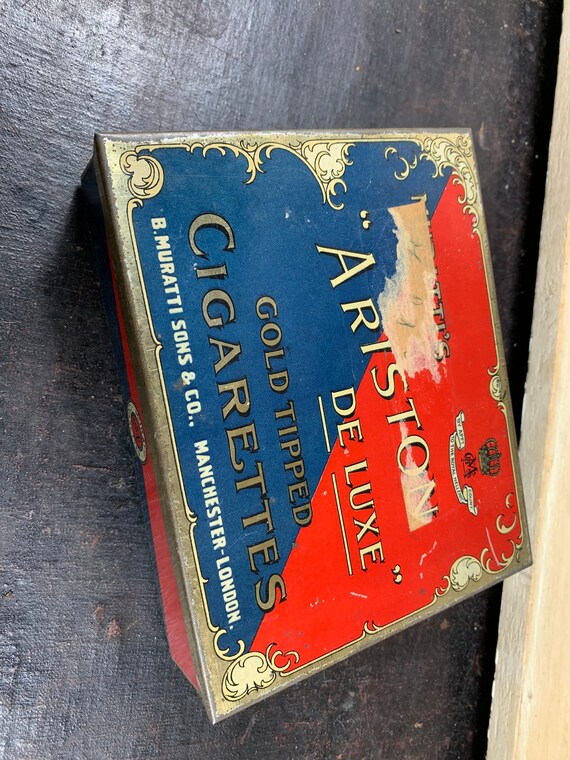 "ARISTON
DE LUXE"
GOLD TIPPED
CIGARETTES
B. MURATTI SONS & CO., MANCHESTER-LONDON.